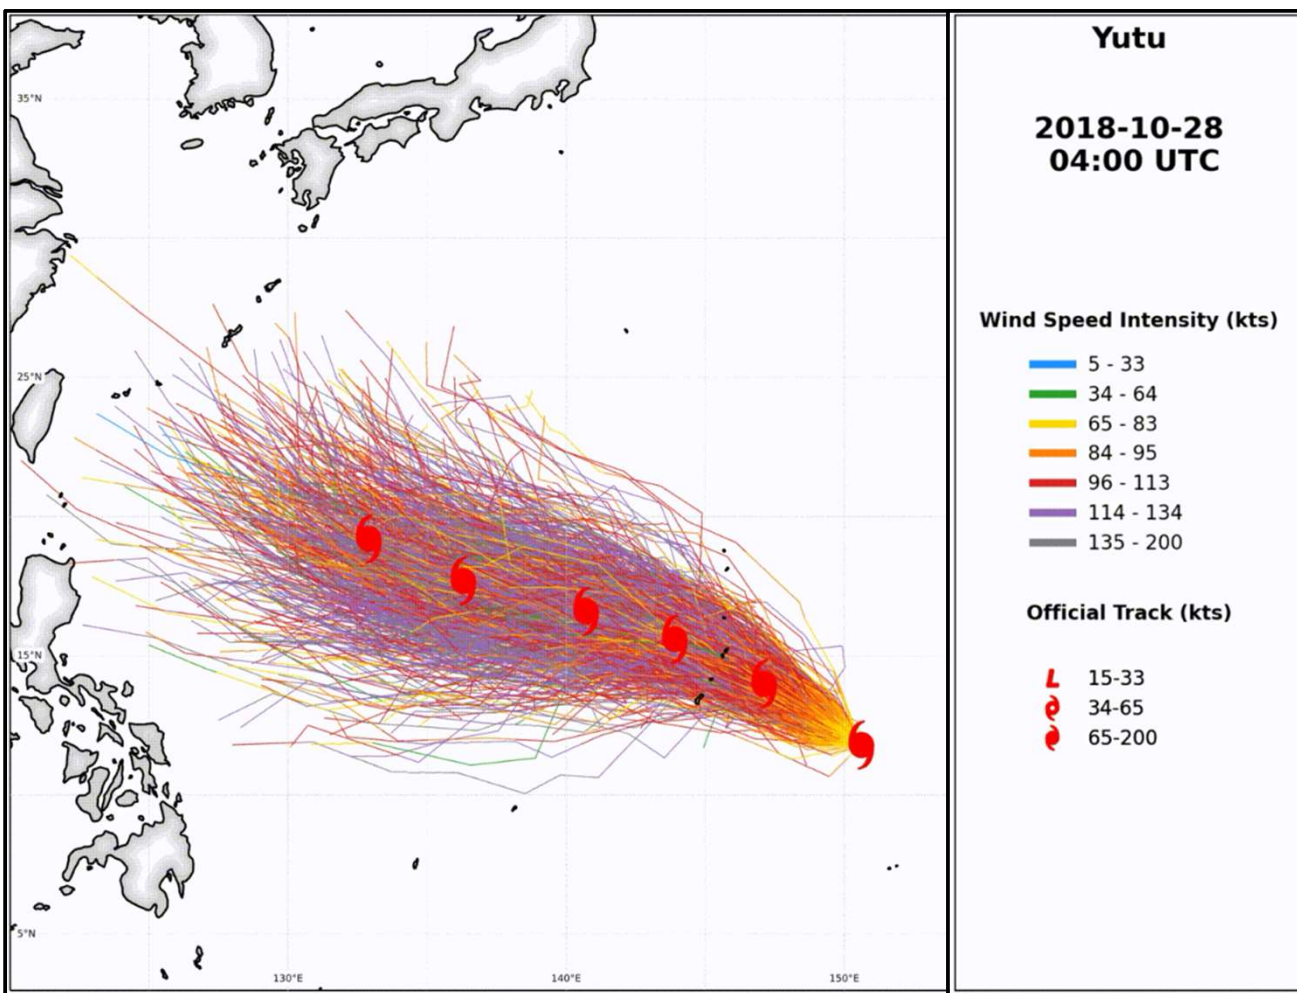 Yutu
2018-10-28
04:00 UTC
Wind Speed Intensity (kts)
5 - 33
34 - 64
65 - 83
84 - 95
96 - 113
114 - 134
135 - 200
Official Track (kts)
15-33
34-65
65-200
35°N
25°N
15°N
5°N
130°E
140°E
150°E